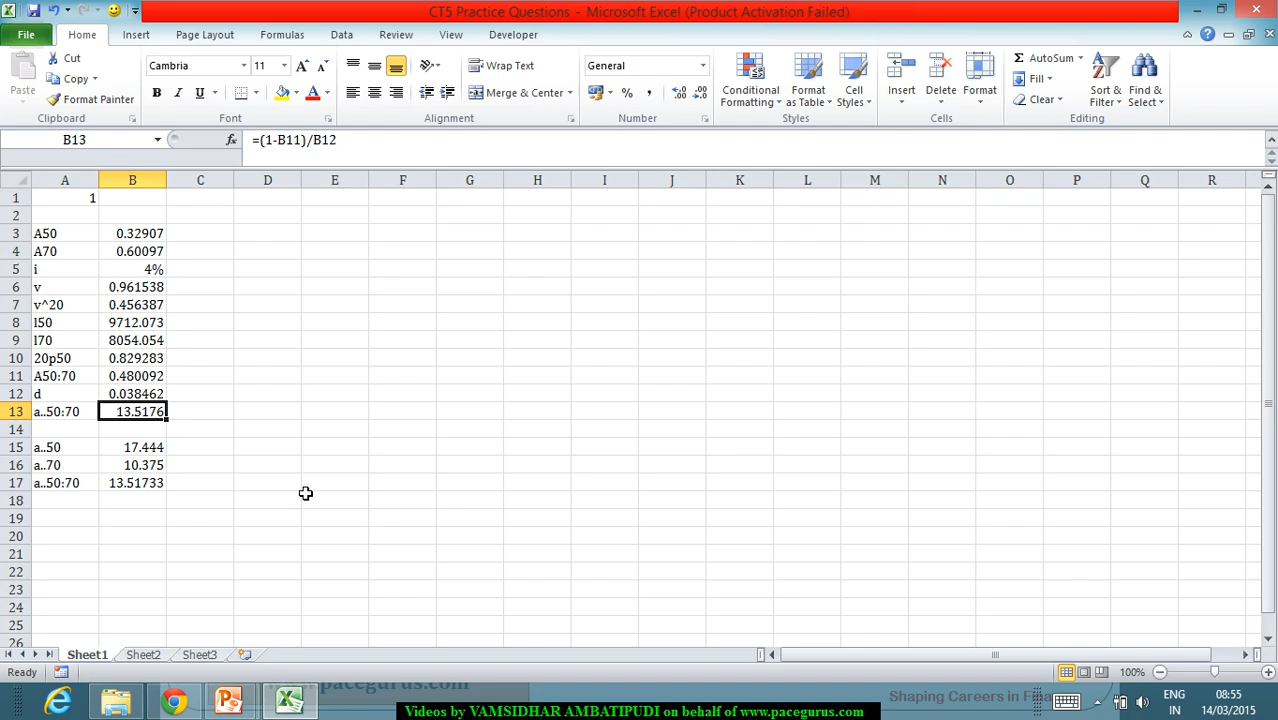 CT5 Practice Questions - Microsoft Excel (Product Activation Failed)
File Home Insert Page Layout Formulas Data Review View Developer
Paste
Cut
Copy
Format Painter
Clipboard
Cambria 11
B I U
Font
Wrap Text
Merge & Center
Alignment
General
Number
Conditional Formatting
Format as Table
Cell Styles
Styles
Insert
Delete
Format
Cells
AutoSum
Fill
Clear
Sort & Filter
Find & Select
Editing
B13 fx =(1-B11)/B12
A B C D E F G H I J K L M N O P Q R
1 1
2
3 A50 0.32907
4 A70 0.60097
5 i 4%
6 v 0.961538
7 v^20 0.456387
8 l50 9712.073
9 l70 8054.054
10 20p50 0.829283
11 A50:70 0.480092
12 d 0.038462
13 a..50:70 13.5176
14
15 a..50 17.444
16 a..70 10.375
17 a..50:70 13.51733
18
19
20
21
22
23
24
25
26
Sheet1 Sheet2 Sheet3
Ready 100%
www.pacegurus.com
Shaping Careers in Fin
ENG 08:55
IN 14/03/2015
Videos by VAMSIDHAR AMBATIPUDI on behalf of www.pacegurus.com